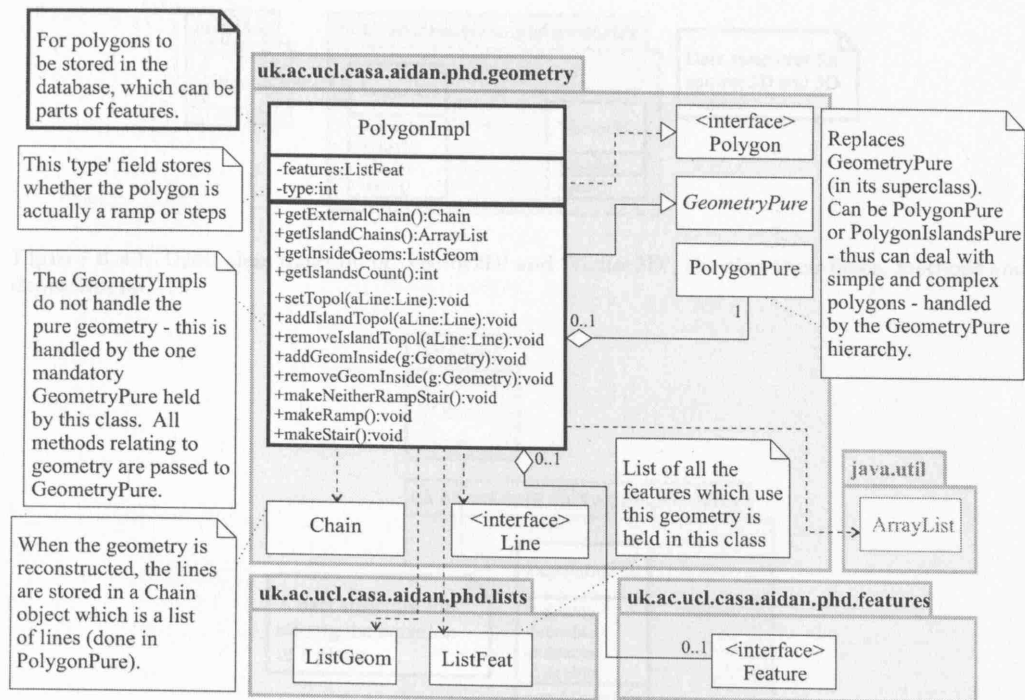 For polygons to
be stored in the
database, which can be
parts of features.
This 'type' field stores
whether the polygon is
actually a ramp or steps
The GeometryImpls
do not handle the
pure geometry - this is
handled by the one
mandatory
GeometryPure held
by this class.  All
methods relating to
geometry are passed to
GeometryPure.
When the geometry is
reconstructed, the lines
are stored in a Chain
object which is a list
of lines (done in
PolygonPure).
uk.ac.ucl.casa.aidan.phd.geometry
PolygonImpl
-features:ListFeat
-type:int
+getExternalChain():Chain
+getIslandChains():ArrayList
+getInsideGeoms:ListGeom
+getIslandsCount():int
+setTopol(aLine:Line):void
+addIslandTopol(aLine:Line):void
+removeIslandTopol(aLine:Line):void
+addGeomInside(g:Geometry):void
+removeGeomInside(g:Geometry):void
+makeNeitherRampStair():void
+makeRamp():void
+makeStair():void
<interface>
Polygon
GeometryPure
PolygonPure
1
0..1
0..1
Replaces
GeometryPure
(in its superclass).
Can be PolygonPure
or PolygonIslandsPure
- thus can deal with
simple and complex
polygons - handled
by the GeometryPure
hierarchy.
List of all the
features which use
this geometry is
held in this class
java.util
ArrayList
Chain
<interface>
Line
uk.ac.ucl.casa.aidan.phd.lists
ListGeom
ListFeat
uk.ac.ucl.casa.aidan.phd.features
0..1
<interface>
Feature